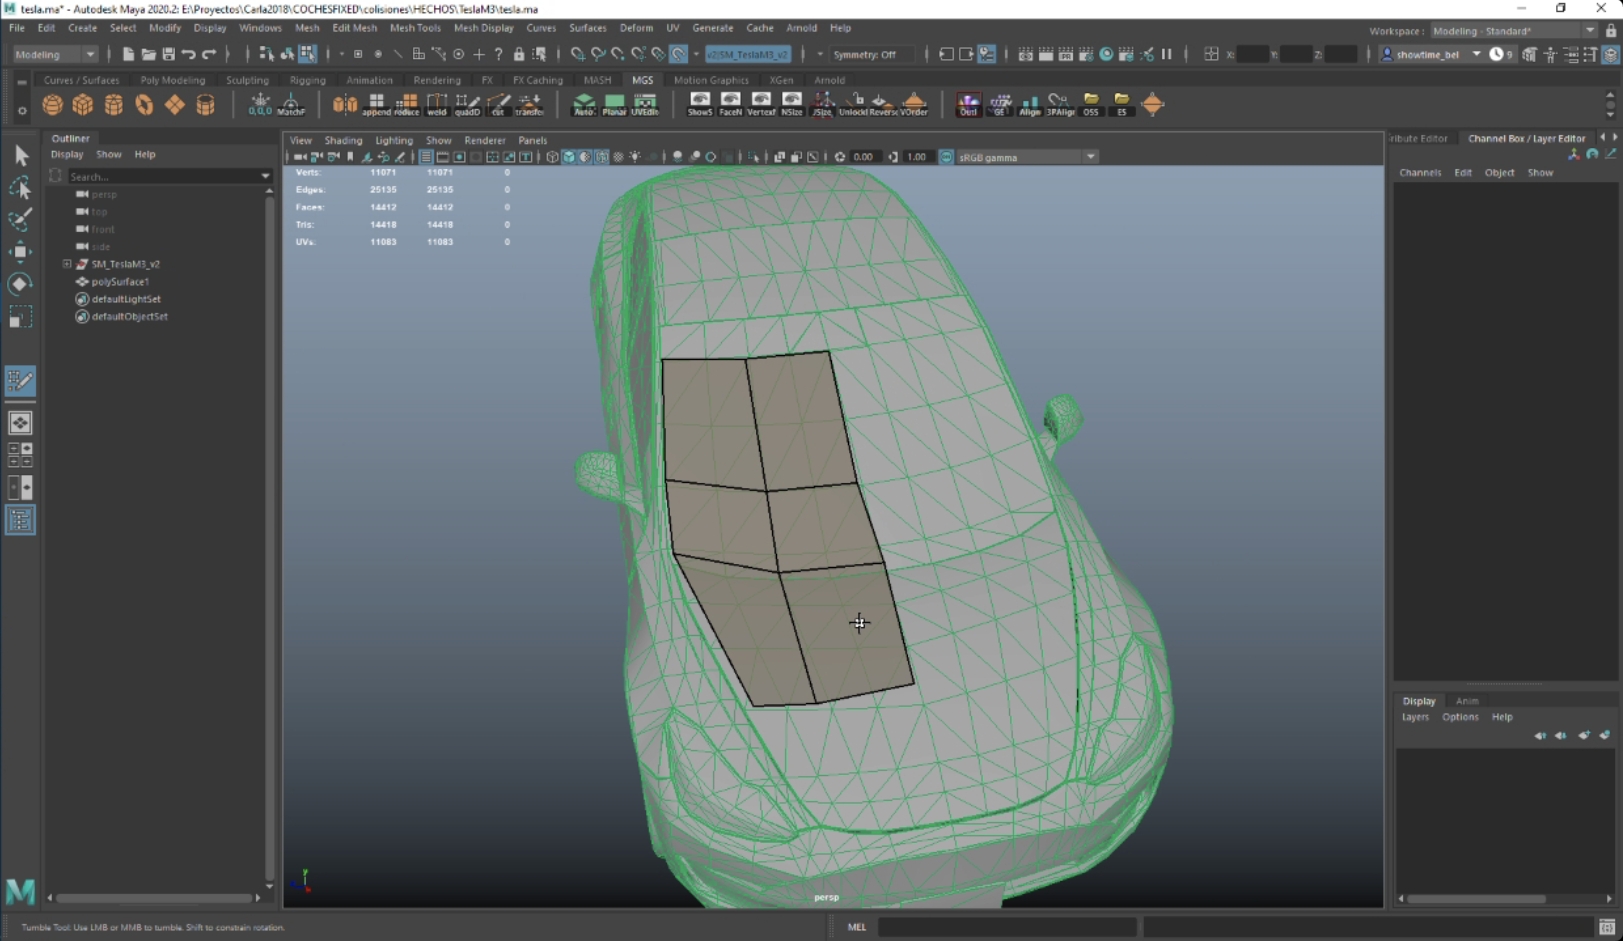 tesla.ma* - Autodesk Maya 2020.2: E:\Proyectos\Carla2018\COCHESFIXED\colisiones\HECHOS\TeslaM3\tesla.ma
File Edit Create Select Modify Display Windows Mesh Edit Mesh Mesh Tools Mesh Display Curves Surfaces Deform UV Generate Cache Arnold Help
Workspace : Modeling - Standard*
Modeling v2:SM_TeslaM3_v2 Symmetry: Off X: Y: Z: showtime_bel 9
Curves / Surfaces Poly Modeling Sculpting Rigging Animation Rendering FX FX Caching MASH MGS Motion Graphics XGen Arnold
0,0,0 MatchP append reduce weld quadD cut transfer Auto- Planar UVEdit ShowS FaceN Vertex NSize Unlock Revers VOrder Outl GE Align 3PAlign OSS ES
Outliner
Display Show Help
Search...
persp
top
front
side
SM_TeslaM3_v2
polySurface1
defaultLightSet
defaultObjectSet
View Shading Lighting Show Renderer Panels
0.00 1.00 sRGB gamma
Verts: 11071 11071 0
Edges: 25135 25135 0
Faces: 14412 14412 0
Tris: 14418 14418 0
UVs: 11083 11083 0
persp
ribute Editor Channel Box / Layer Editor
Channels Edit Object Show
Display Anim
Layers Options Help
Tumble Tool: Use LMB or MMB to tumble. Shift to constrain rotation.
MEL